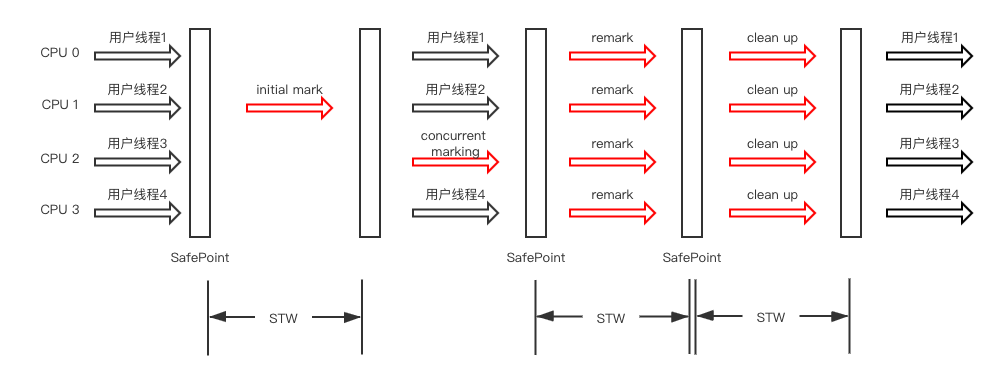 CPU 0 用户线程1 用户线程1 remark clean up 用户线程1
CPU 1 用户线程2 initial mark 用户线程2 remark clean up 用户线程2
CPU 2 用户线程3 concurrent marking remark clean up 用户线程3
CPU 3 用户线程4 用户线程4 remark clean up 用户线程4
SafePoint SafePoint SafePoint
STW STW STW